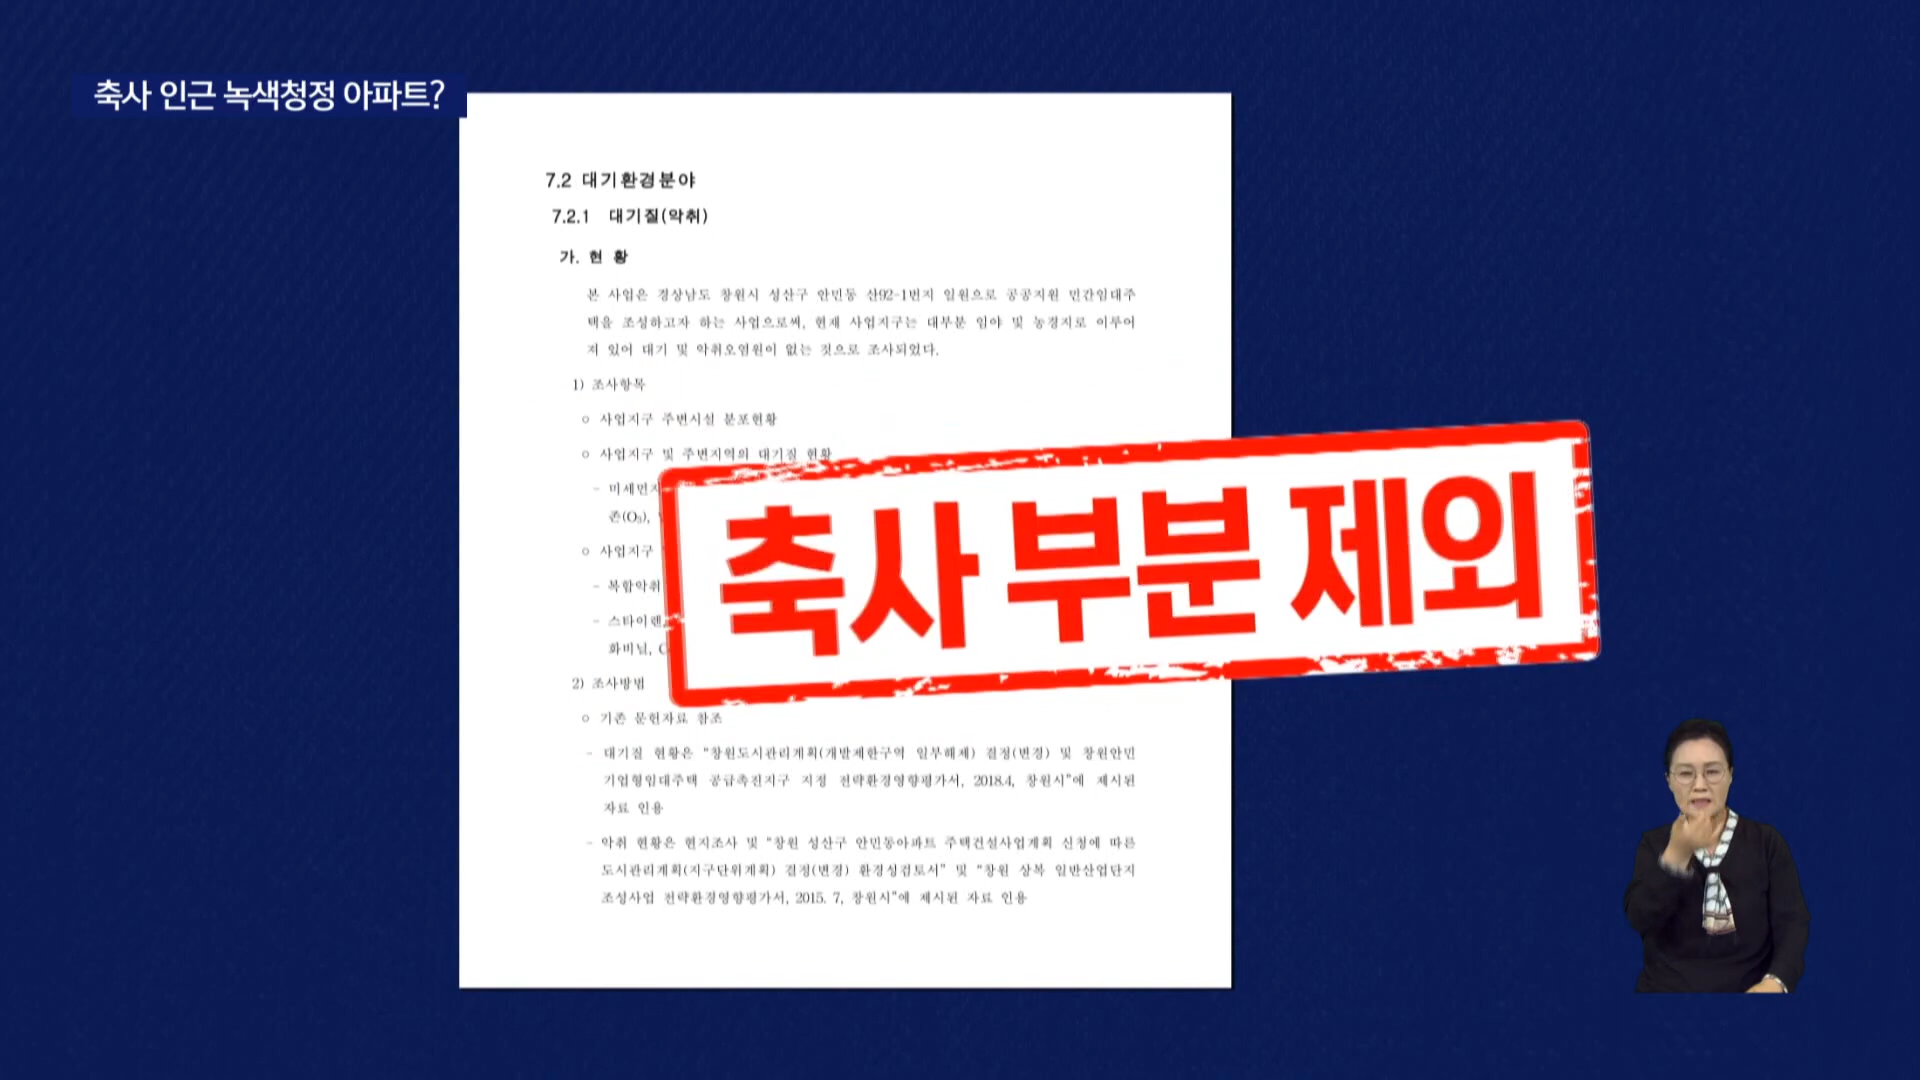 축사 인근 녹색청정 아파트?
7.2 대기환경분야
7.2.1 대기질(악취)
가. 현 황
본 사업은 경상남도 창원시 성산구 안민동 산92-1번지 일원으로 공공지원 민간임대주
택을 조성하고자 하는 사업으로써, 현재 사업지구는 대부분 임야 및 농경지로 이루어
져 있어 대기 및 악취오염원이 없는 것으로 조사되었다.
1) 조사항목
○ 사업지구 주변시설 분포현황
○ 사업지구 및 주변지역의 대기질 현황
- 미세먼지
존(O₃),
○ 사업지구
- 복합악취
- 스타이렌,
화비닐, C
축사 부분 제외
2) 조사방법
○ 기존 문헌자료 참조
- 대기질 현황은 "창원도시관리계획(개발제한구역 일부해제) 결정(변경) 및 창원안민
기업형임대주택 공급촉진지구 지정 전략환경영향평가서, 2018.4, 창원시"에 제시된
자료 인용
- 악취 현황은 현지조사 및 "창원 성산구 안민동아파트 주택건설사업계획 신청에 따른
도시관리계획(지구단위계획) 결정(변경) 환경성검토서" 및 "창원 상복 일반산업단지
조성사업 전략환경영향평가서, 2015. 7, 창원시"에 제시된 자료 인용